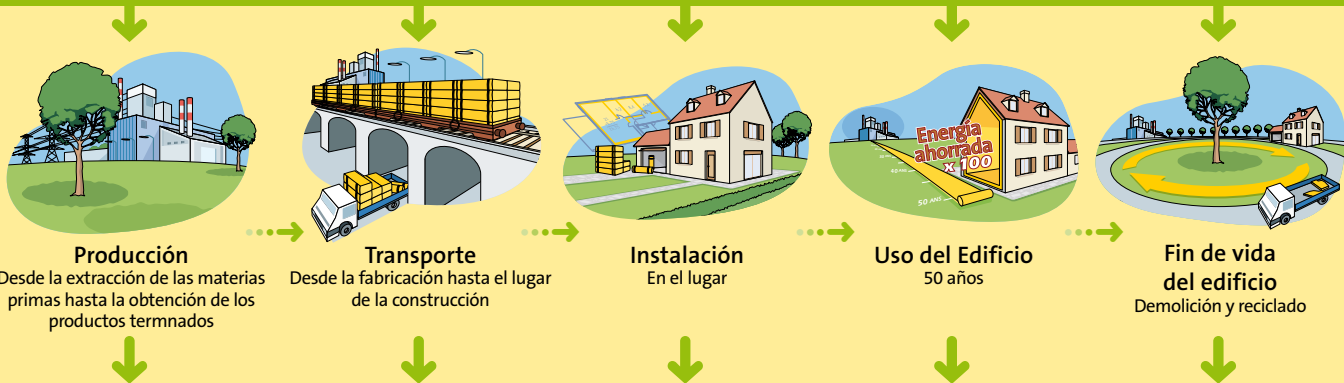 Producción
Desde la extracción de las materias
primas hasta la obtención de los
productos termnados
Transporte
Desde la fabricación hasta el lugar
de la construcción
Instalación
En el lugar
Energía
ahorrada
x 100
50 ANS
Uso del Edificio
50 años
Fin de vida
del edificio
Demolición y reciclado